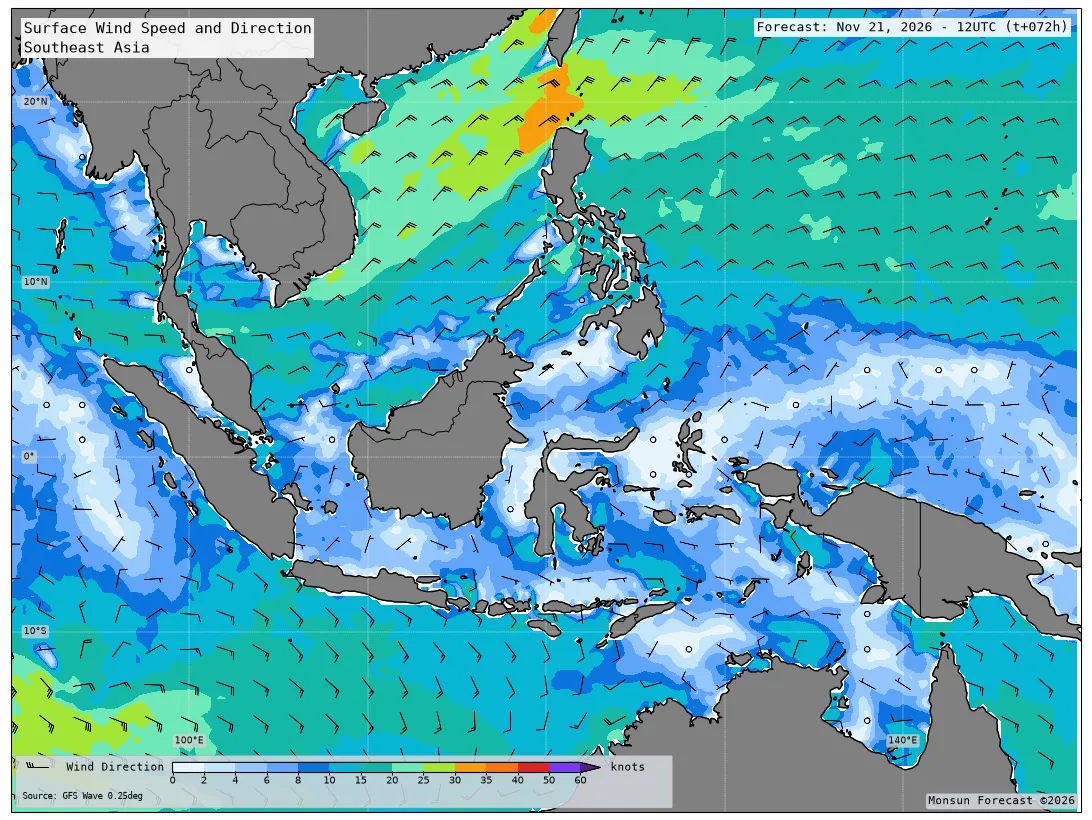 Surface Wind Speed and Direction
Southeast Asia
Forecast: Nov 21, 2026 - 12UTC (t+072h)
20°N
10°N
0°
10°S
100°E
140°E
Wind Direction
knots
0 2 4 6 8 10 15 20 25 30 35 40 50 60
Source: GFS Wave 0.25deg
Monsun Forecast ©2026